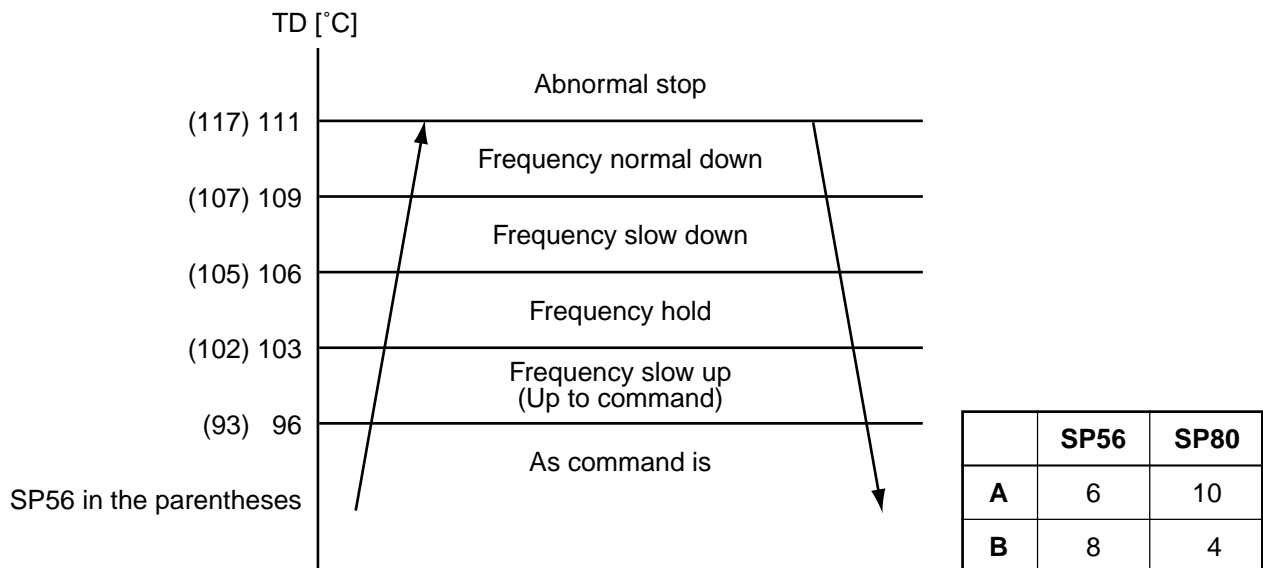 TD [˚C]
Abnormal stop
(117) 111
Frequency normal down
(107) 109
Frequency slow down
(105) 106
Frequency hold
(102) 103
Frequency slow up
(Up to command)
(93) 96
As command is
SP56 in the parentheses
SP56 SP80
A 6 10
B 8 4